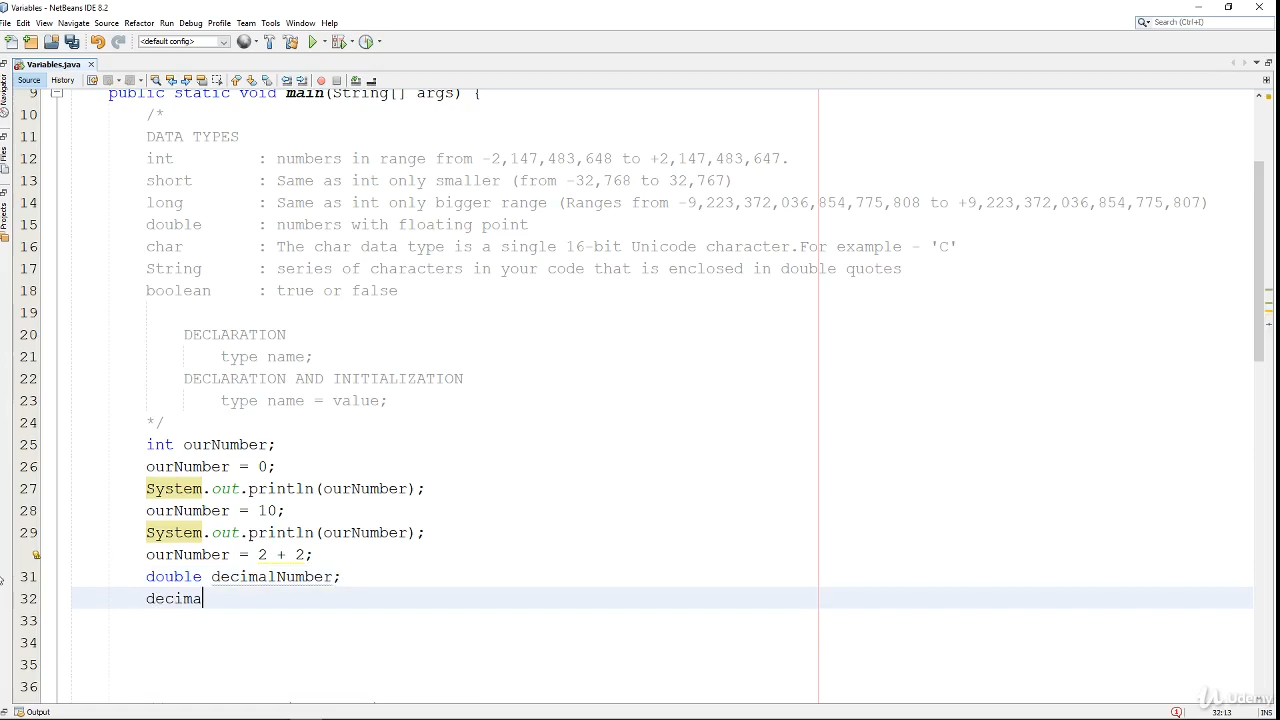 Variables - NetBeans IDE 8.2
File Edit View Navigate Source Refactor Run Debug Profile Team Tools Window Help
Search (Ctrl+I)
<default config>
Variables.java
Source History
Navigator
Files
Projects
9 public static void main(String[] args) {
10 /*
11 DATA TYPES
12 int : numbers in range from -2,147,483,648 to +2,147,483,647.
13 short : Same as int only smaller (from -32,768 to 32,767)
14 long : Same as int only bigger range (Ranges from -9,223,372,036,854,775,808 to +9,223,372,036,854,775,807)
15 double : numbers with floating point
16 char : The char data type is a single 16-bit Unicode character.For example - 'C'
17 String : series of characters in your code that is enclosed in double quotes
18 boolean : true or false
19
20 DECLARATION
21 type name;
22 DECLARATION AND INITIALIZATION
23 type name = value;
24 */
25 int ourNumber;
26 ourNumber = 0;
27 System.out.println(ourNumber);
28 ourNumber = 10;
29 System.out.println(ourNumber);
ourNumber = 2 + 2;
31 double decimalNumber;
32 decima
33
34
35
36
Output
1
32:13
INS
Udemy